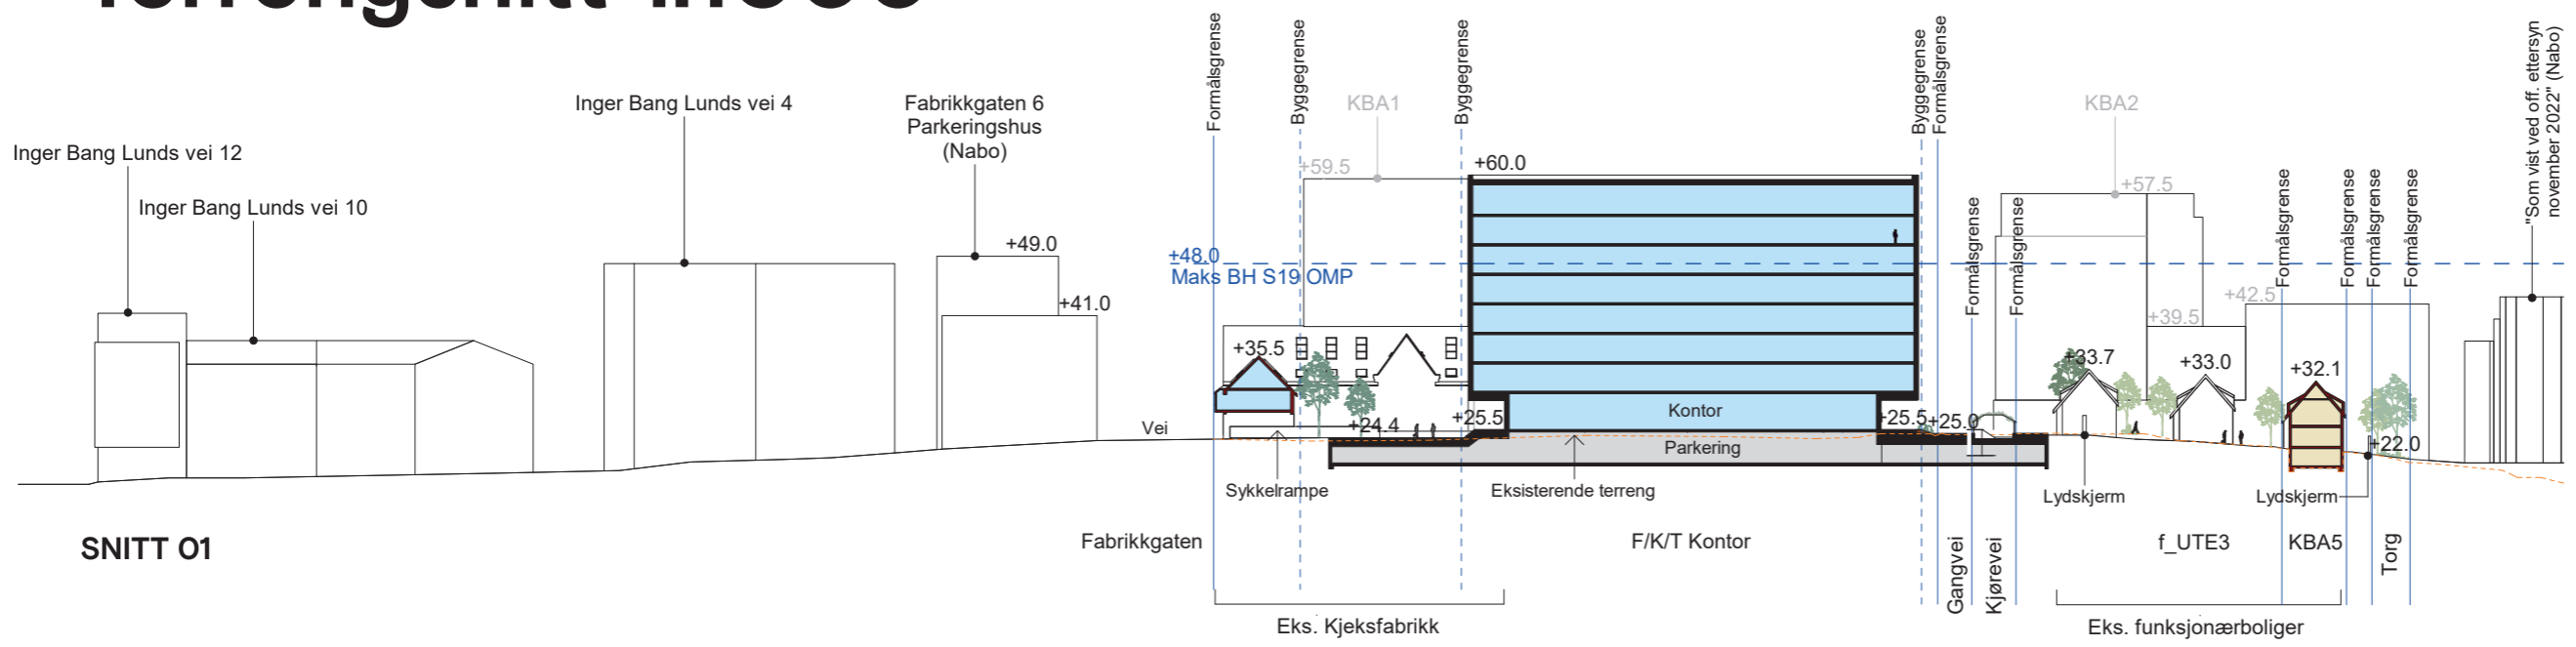 Inger Bang Lunds vei 12
Inger Bang Lunds vei 10
Inger Bang Lunds vei 4
Fabrikkgaten 6
Parkeringshus
(Nabo)
+49.0
+41.0
Formålsgrense
Byggegrense
KBA1
+59.5
Byggegrense
+60.0
Byggegrense
Formålsgrense
Formålsgrense
Formålsgrense
KBA2
+57.5
+42.5
+39.5
Formålsgrense
Formålsgrense
Formålsgrense
Formålsgrense
"Som vist ved off. ettersyn
november 2022" (Nabo)
+48.0
Maks BH S19 OMP
+35.5
+24.4
+25.5
Kontor
+25.5
+25.0
+33.7
+33.0
+32.1
+22.0
Vei
Parkering
Sykkelrampe
Eksisterende terreng
Lydskjerm
Lydskjerm
SNITT 01
Fabrikkgaten
F/K/T Kontor
Gangvei
Kjørevei
f_UTE3
KBA5
Torg
Eks. Kjeksfabrikk
Eks. funksjonærboliger